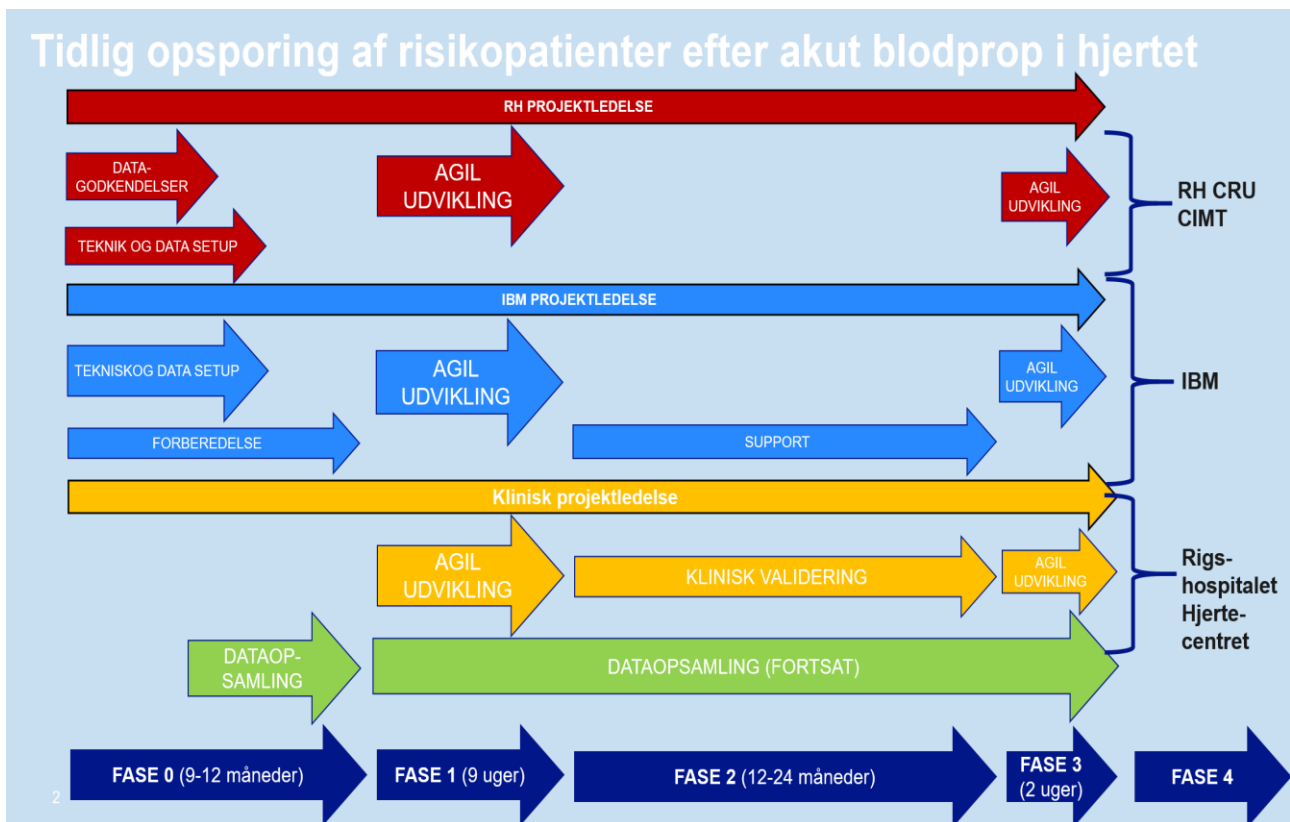 Tidlig opsporing af risikopatienter efter akut blodprop i hjertet
RH PROJEKTLEDELSE
DATA-
GODKENDELSER
AGIL
UDVIKLING
AGIL
UDVIKLING
RH CRU
CIMT
TEKNIK OG DATA SETUP
IBM PROJEKTLEDELSE
TEKNISKOG DATA SETUP
AGIL
UDVIKLING
AGIL
UDVIKLING
IBM
FORBEREDELSE
SUPPORT
Klinisk projektledelse
AGIL
UDVIKLING
KLINISK VALIDERING
AGIL
UDVIKLING
Rigs-
hospitalet
Hjerte-
centret
DATAOP-
SAMLING
DATAOPSAMLING (FORTSAT)
FASE 0 (9-12 måneder)
FASE 1 (9 uger)
FASE 2 (12-24 måneder)
FASE 3
(2 uger)
FASE 4
2